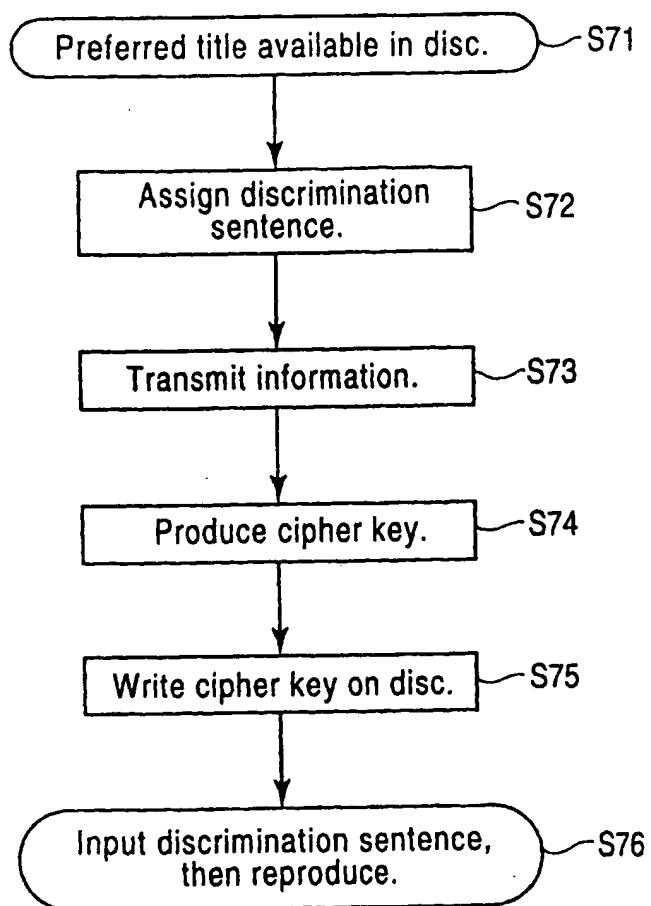 Preferred title available in disc. S71
Assign discrimination S72
sentence.
Transmit information. S73
Produce cipher key. S74
Write cipher key on disc. S75
Input discrimination sentence, S76
then reproduce.